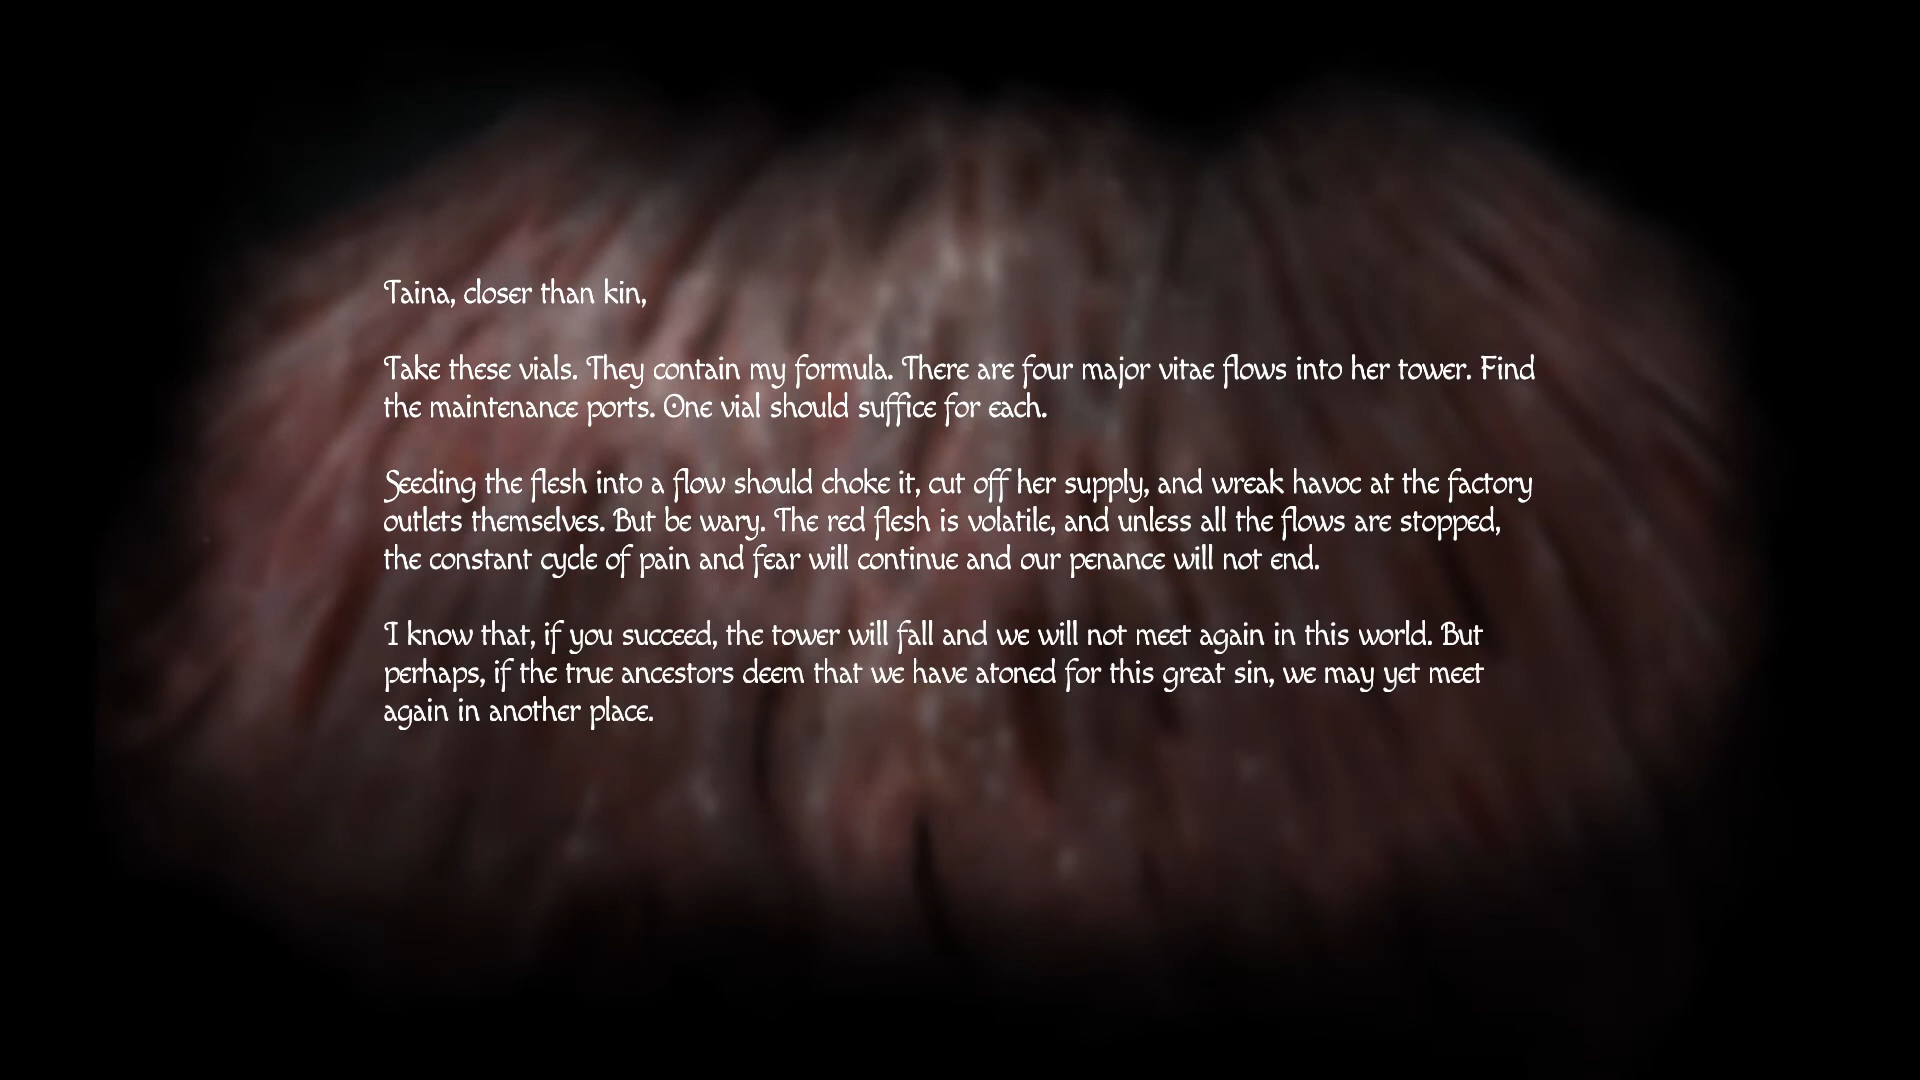 Taina, closer than kin,
Take these vials. They contain my formula. There are four major vitae flows into her tower. Find
the maintenance ports. One vial should suffice for each.
Seeding the flesh into a flow should choke it, cut off her supply, and wreak havoc at the factory
outlets themselves. But be wary. The red flesh is volatile, and unless all the flows are stopped,
the constant cycle of pain and fear will continue and our penance will not end.
I know that, if you succeed, the tower will fall and we will not meet again in this world. But
perhaps, if the true ancestors deem that we have atoned for this great sin, we may yet meet
again in another place.